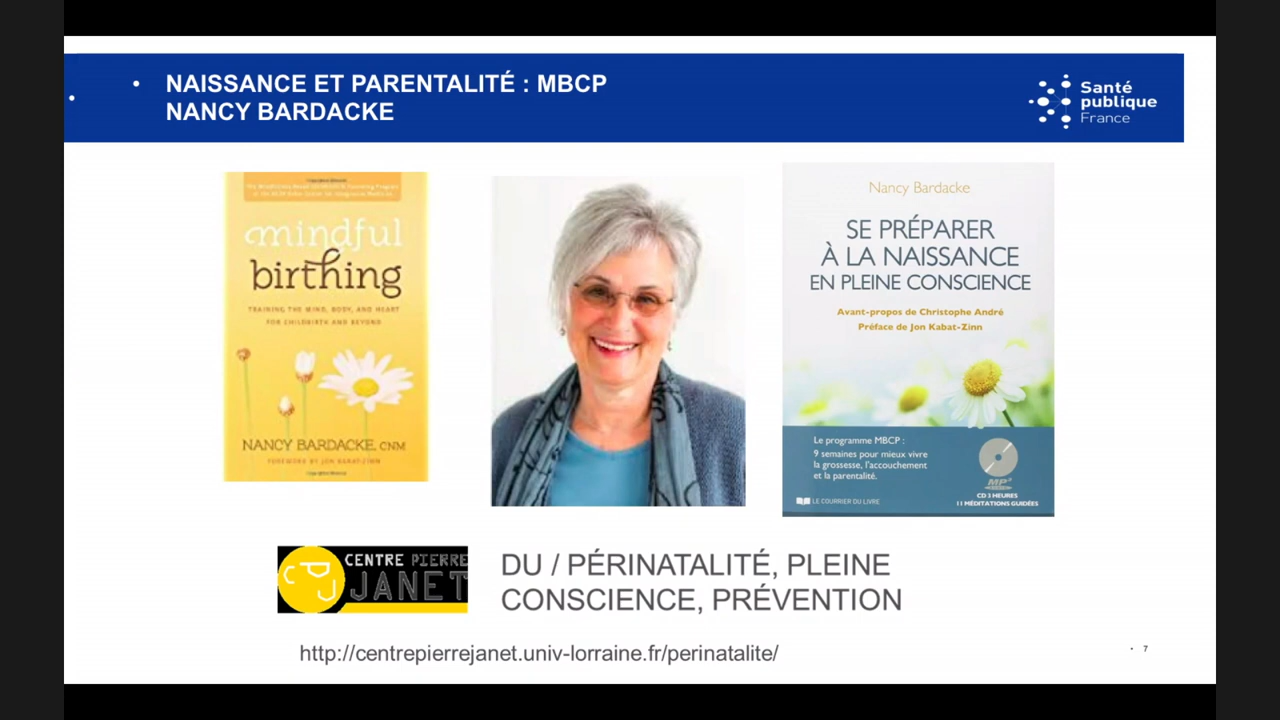 NAISSANCE ET PARENTALITÉ : MBCP
NANCY BARDACKE
Santé
publique
France
mindful
birthing
TRAINING THE MIND, BODY, AND HEART
FOR CHILDBIRTH AND BEYOND
NANCY BARDACKE, CNM
FOREWORD BY JON KABAT-ZINN
Nancy Bardacke
SE PRÉPARER
À LA NAISSANCE
EN PLEINE CONSCIENCE
Avant-propos de Christophe André
Préface de Jon Kabat-Zinn
Le programme MBCP :
9 semaines pour mieux vivre
la grossesse, l'accouchement
et la parentalité.
MP3
CD 3 HEURES
11 MÉDITATIONS GUIDÉES
LE COURRIER DU LIVRE
CPJ
CENTRE PIERRE
JANET
DU / PÉRINATALITÉ, PLEINE
CONSCIENCE, PRÉVENTION
http://centrepierrejanet.univ-lorraine.fr/perinatalite/
7